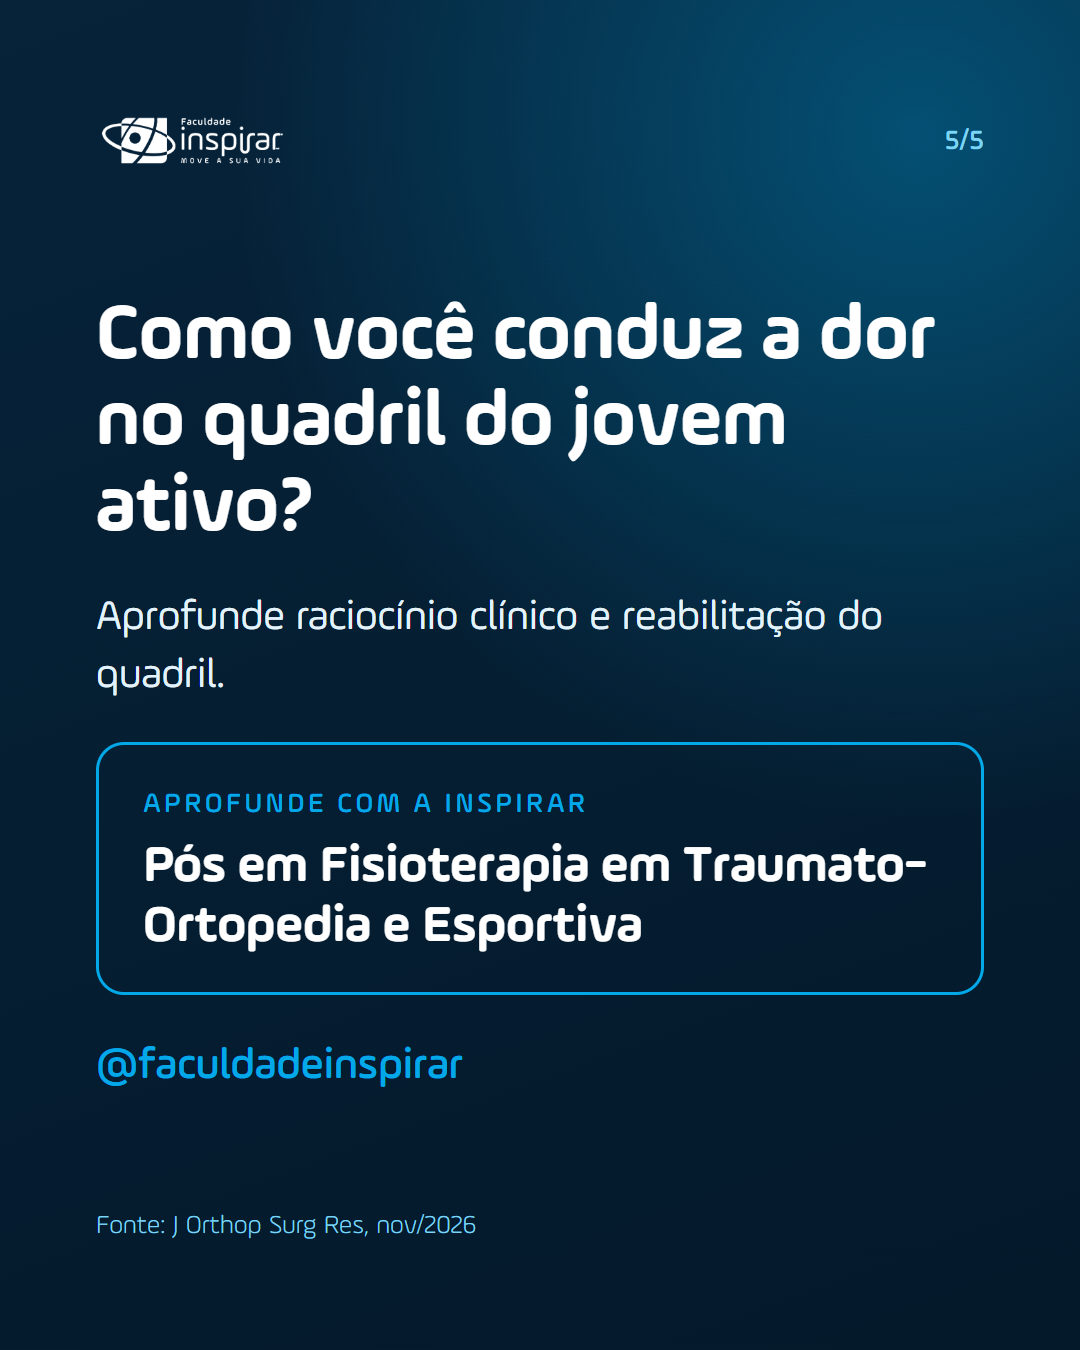 Faculdade
inspirar
MOVE A SUA VIDA
5/5
Como você conduz a dor
no quadril do jovem
ativo?
Aprofunde raciocínio clínico e reabilitação do
quadril.
APROFUNDE COM A INSPIRAR
Pós em Fisioterapia em Traumato-
Ortopedia e Esportiva
@faculdadeinspirar
Fonte: J Orthop Surg Res, nov/2026